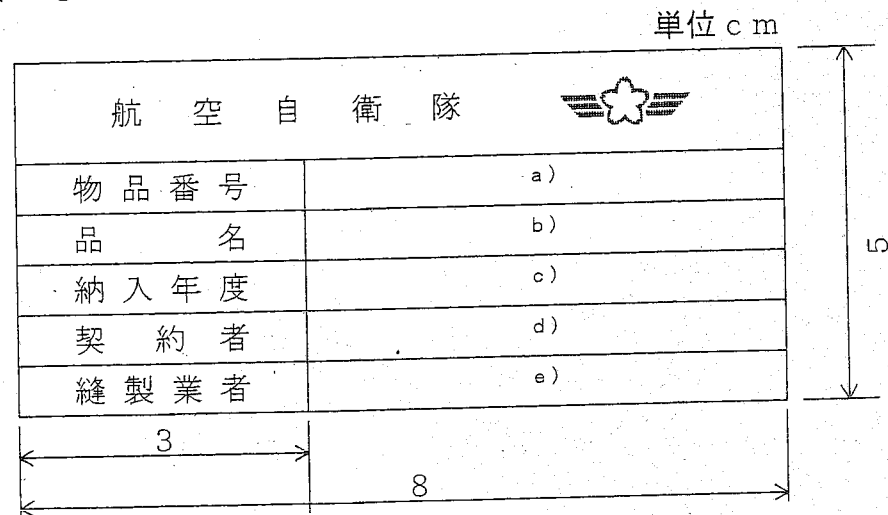 単位cm
航空自衛隊
物品番号 a)
品名 b)
納入年度 c)
契約者 d)
縫製業者 e)
5
3
8